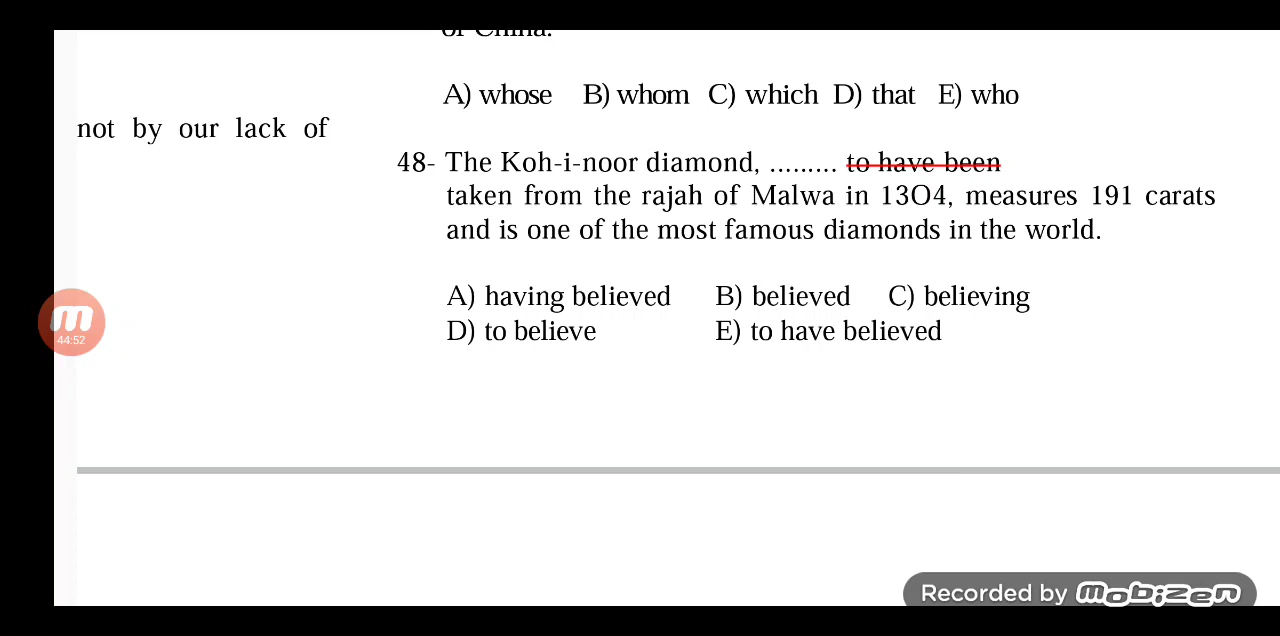 of China.
A) whose B) whom C) which D) that E) who
not by our lack of
48- The Koh-i-noor diamond, ......... to have been
taken from the rajah of Malwa in 13O4, measures 191 carats
and is one of the most famous diamonds in the world.
A) having believed B) believed C) believing
D) to believe E) to have believed
44:52
Recorded by mobizen